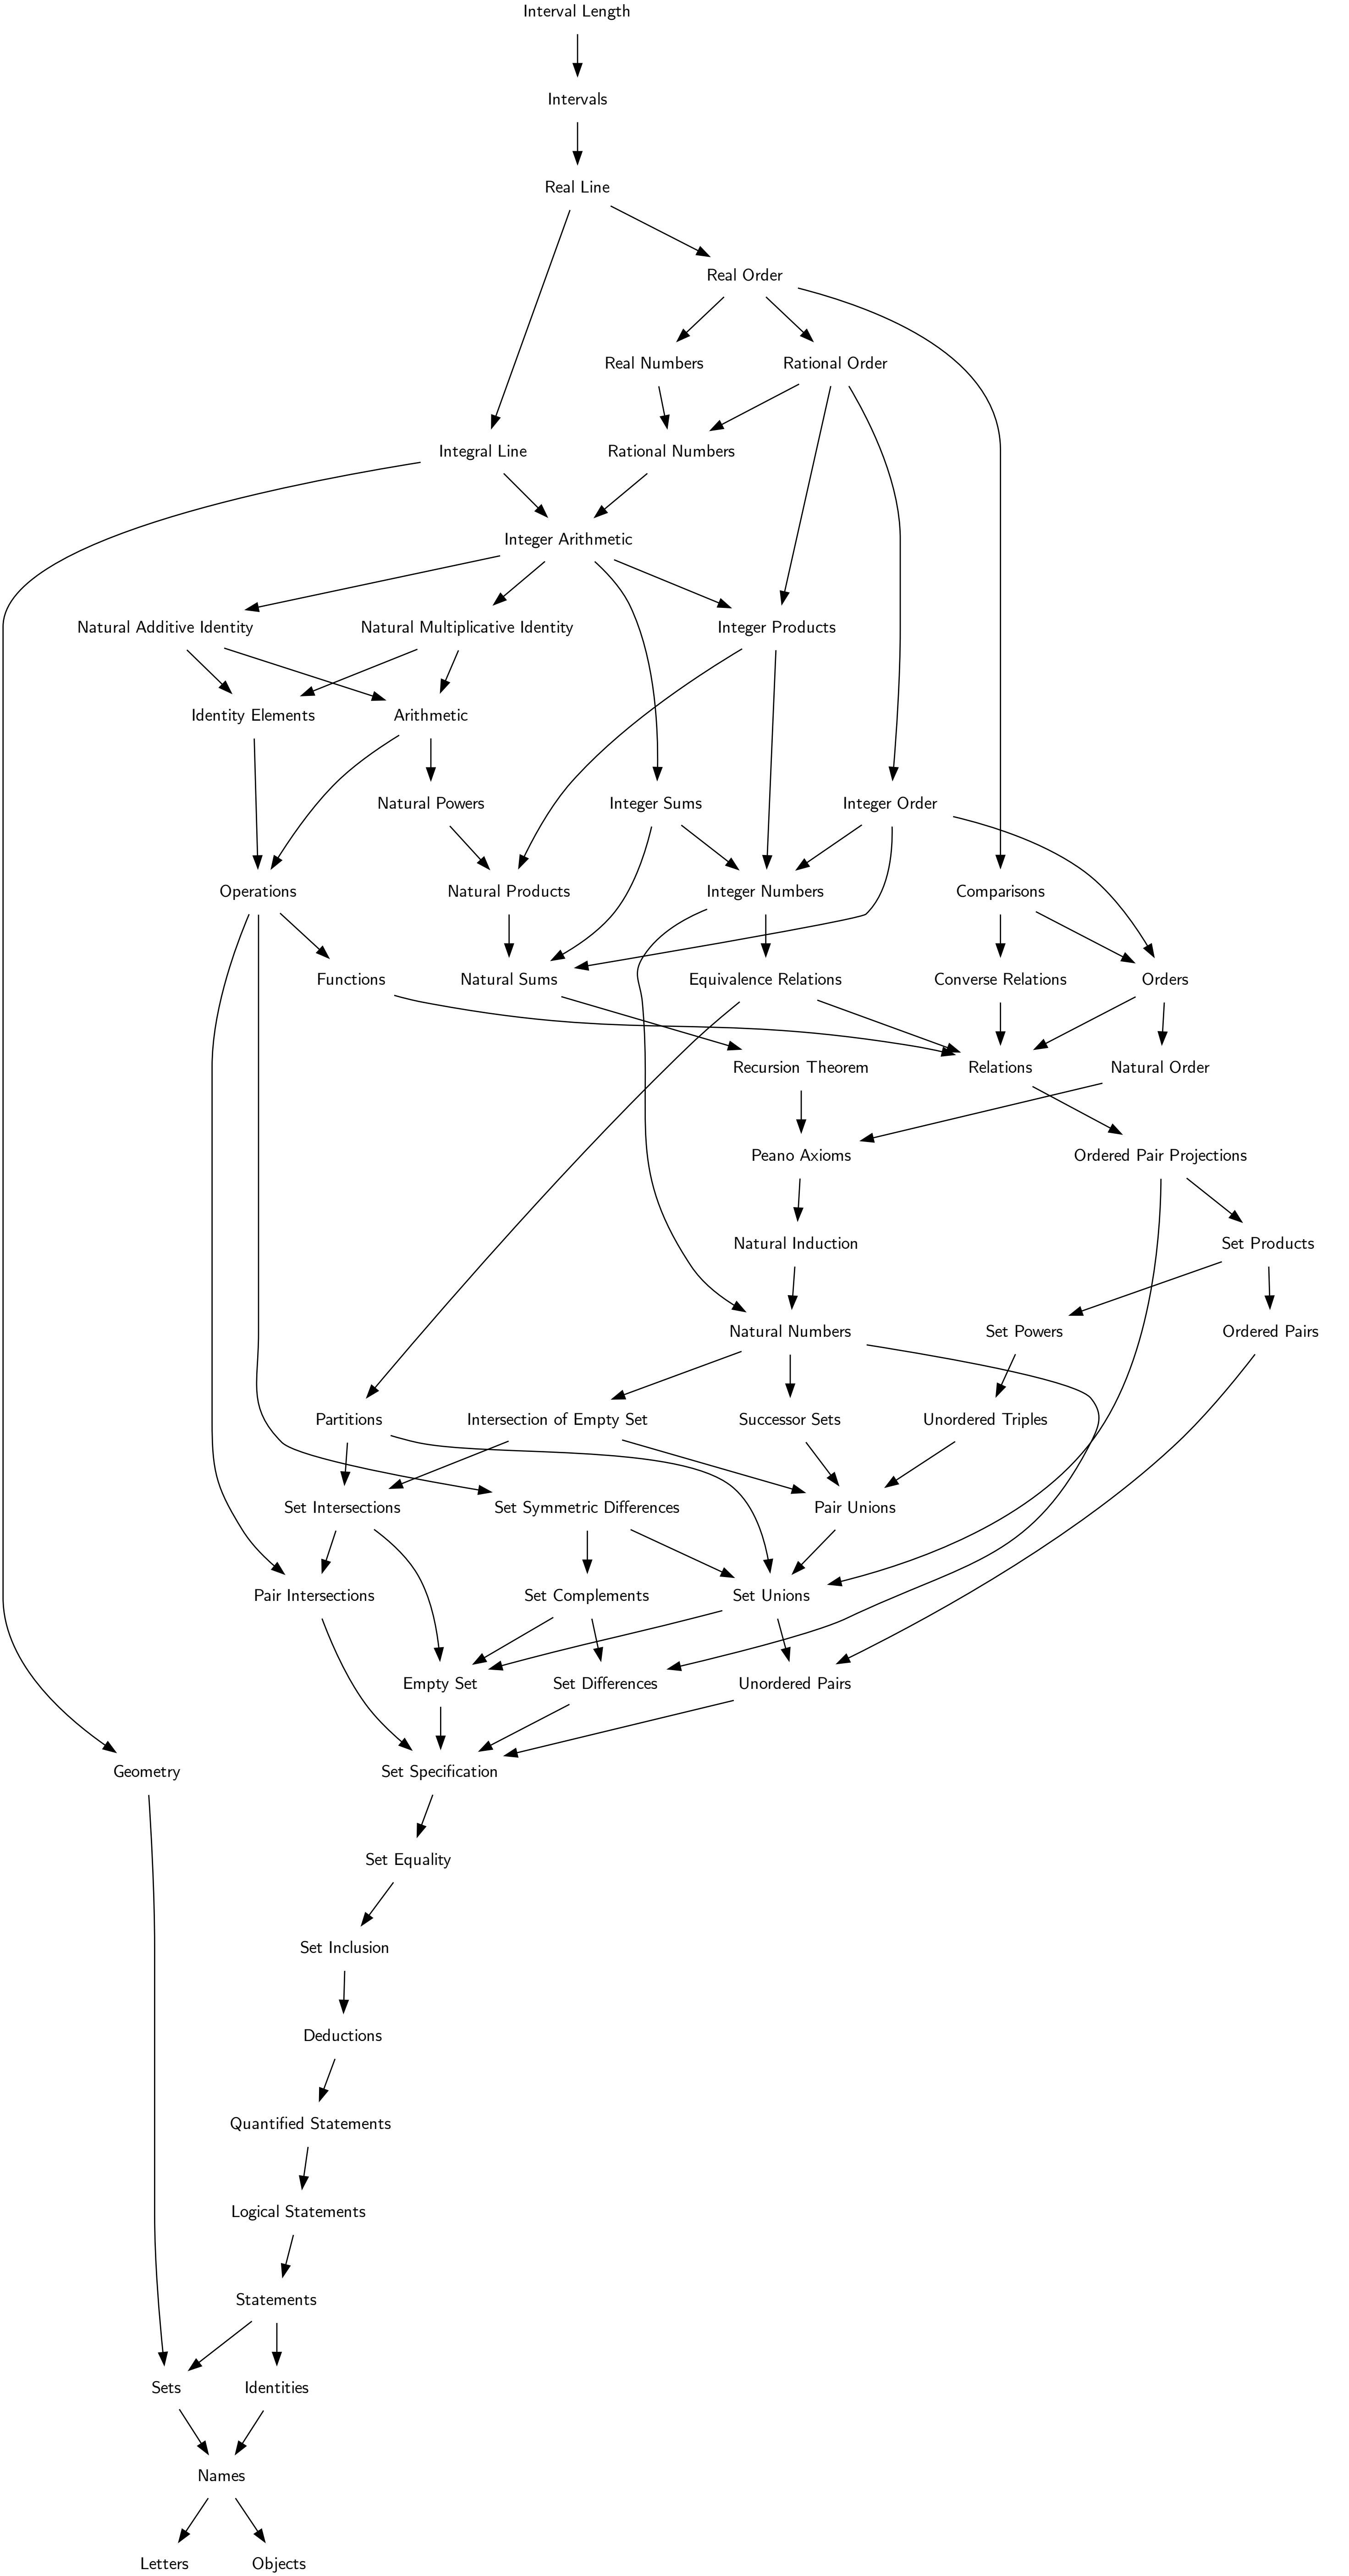 Interval Length
Intervals
Real Line
Real Order
Real Numbers
Rational Order
Integral Line
Rational Numbers
Integer Arithmetic
Natural Additive Identity
Natural Multiplicative Identity
Integer Products
Identity Elements
Arithmetic
Natural Powers
Integer Sums
Integer Order
Operations
Natural Products
Integer Numbers
Comparisons
Functions
Natural Sums
Equivalence Relations
Converse Relations
Orders
Recursion Theorem
Relations
Natural Order
Peano Axioms
Ordered Pair Projections
Natural Induction
Set Products
Natural Numbers
Set Powers
Ordered Pairs
Partitions
Intersection of Empty Set
Successor Sets
Unordered Triples
Set Intersections
Set Symmetric Differences
Pair Unions
Pair Intersections
Set Complements
Set Unions
Empty Set
Set Differences
Unordered Pairs
Geometry
Set Specification
Set Equality
Set Inclusion
Deductions
Quantified Statements
Logical Statements
Statements
Sets
Identities
Names
Letters
Objects